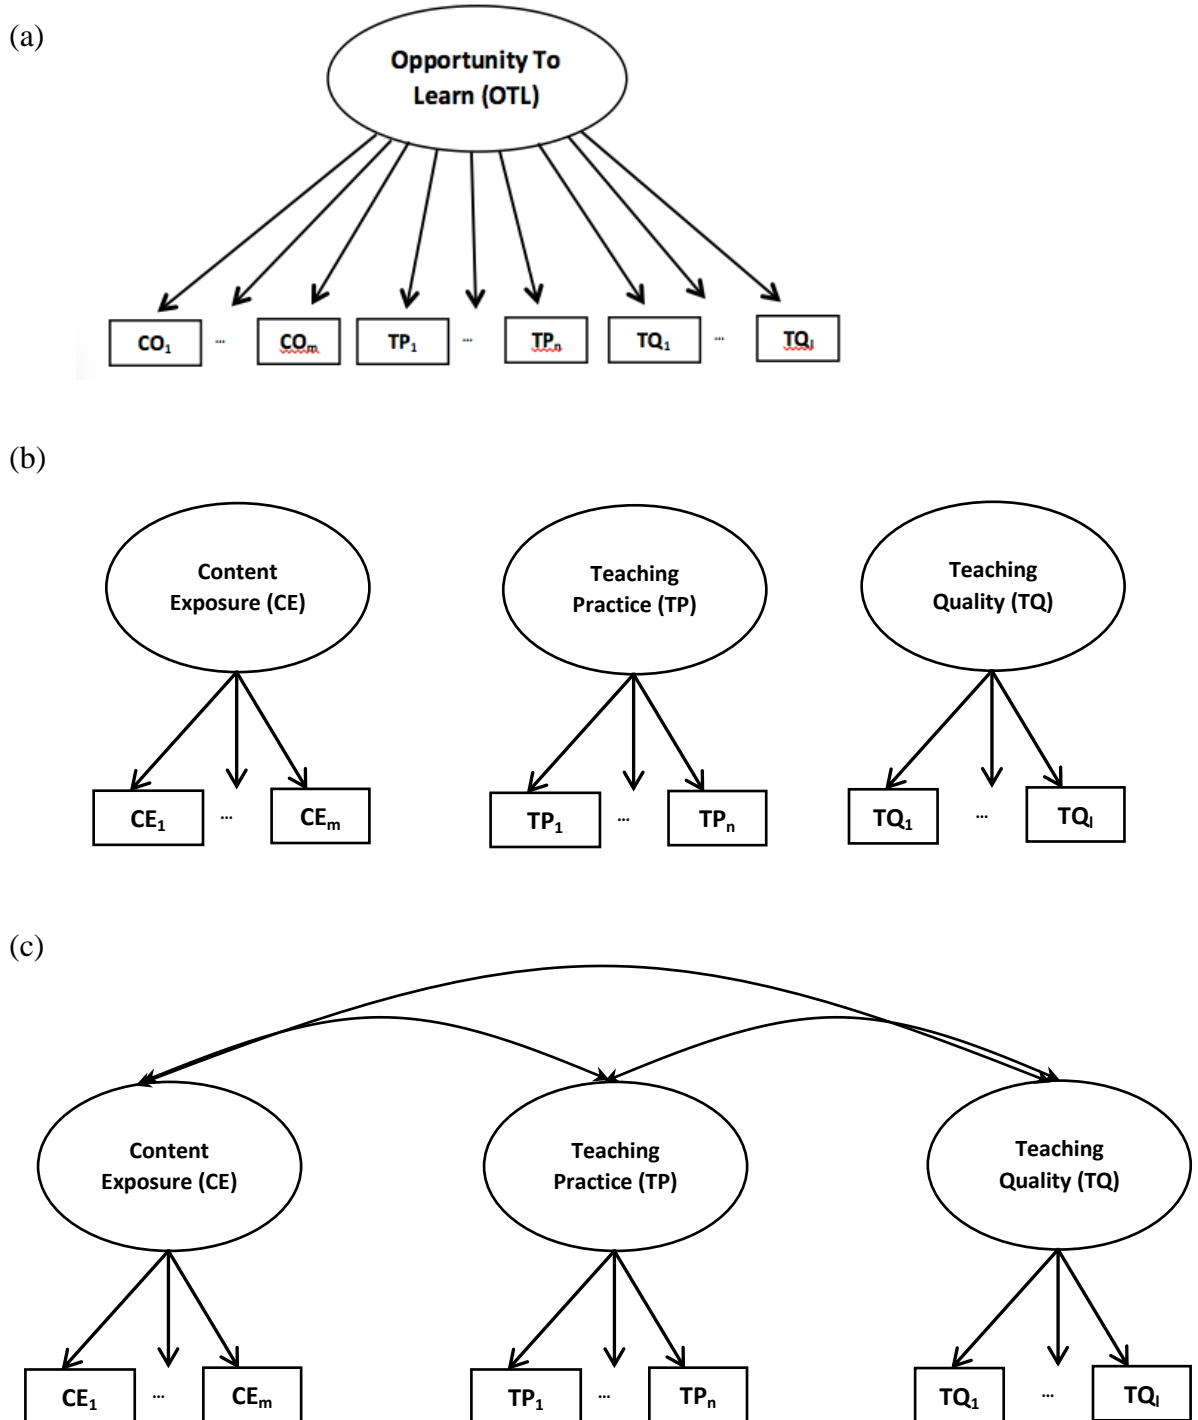 (a)
Opportunity To
Learn (OTL)
CO₁ ... COₘ TP₁ ... TPₙ TQ₁ ... TQₗ
(b)
Content
Exposure (CE)
Teaching
Practice (TP)
Teaching
Quality (TQ)
CE₁ ... CEₘ TP₁ ... TPₙ TQ₁ ... TQₗ
(c)
Content
Exposure (CE)
Teaching
Practice (TP)
Teaching
Quality (TQ)
CE₁ ... CEₘ TP₁ ... TPₙ TQ₁ ... TQₗ